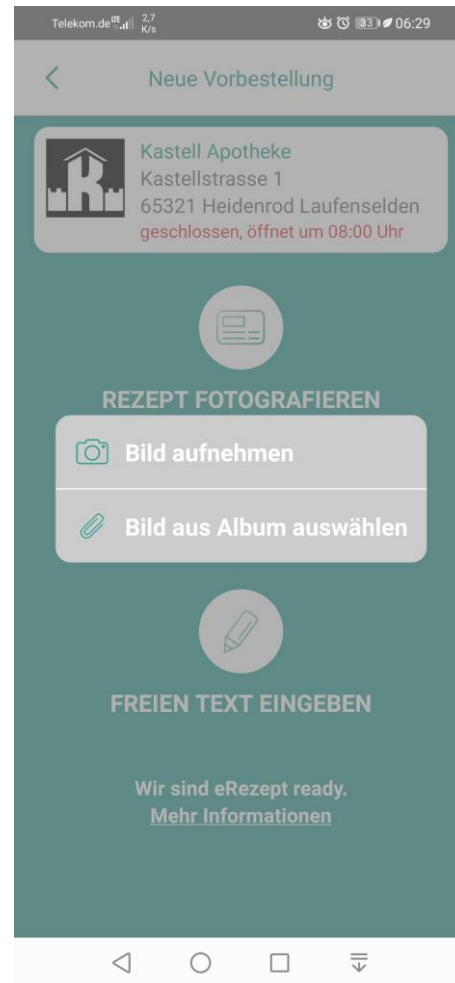 Telekom.de LTE 2,7 K/s 83 06:29
Neue Vorbestellung
Kastell Apotheke
Kastellstrasse 1
65321 Heidenrod Laufenselden
geschlossen, öffnet um 08:00 Uhr
REZEPT FOTOGRAFIEREN
Bild aufnehmen
Bild aus Album auswählen
FREIEN TEXT EINGEBEN
Wir sind eRezept ready.
Mehr Informationen